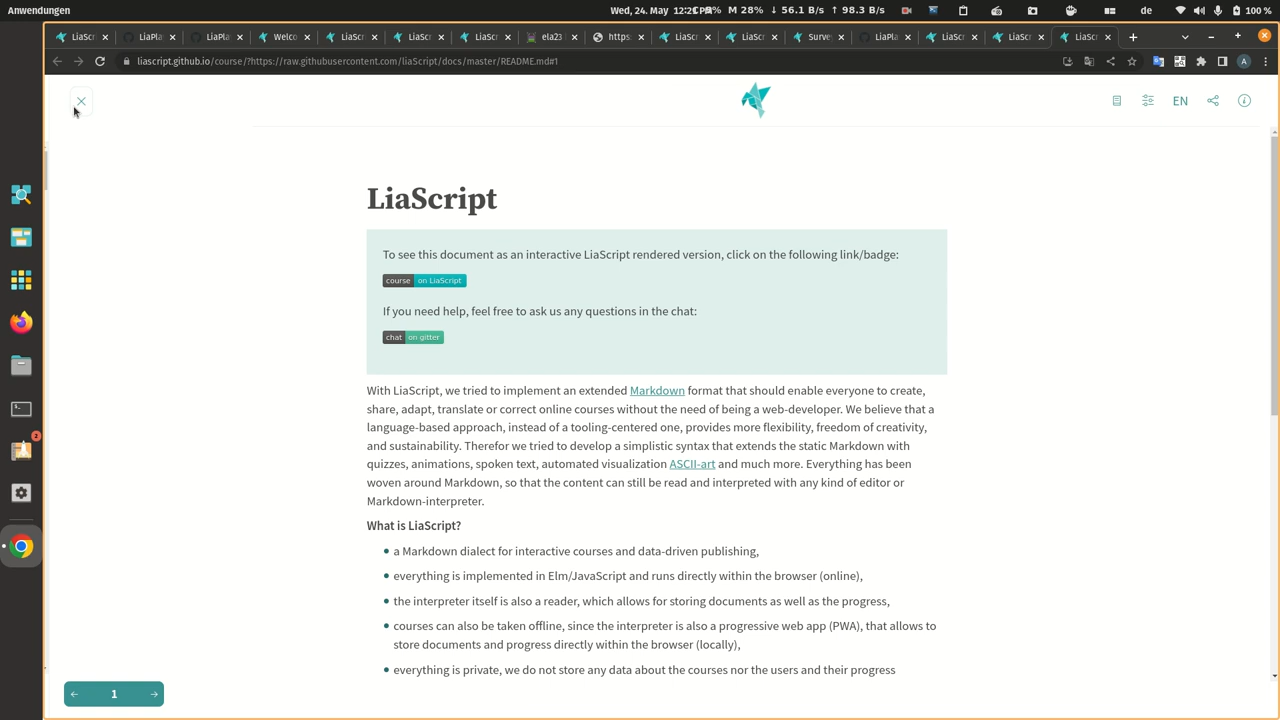 Anwendungen
Wed, 24. May 12:2
M 28% ↓ 56.1 B/s ↑ 98.3 B/s
de
100 %
LiaScr
LiaPla
LiaPla
Welco
LiaScr
LiaScr
LiaScr
ela23
https:
LiaScr
LiaScr
Surve
LiaPla
LiaScr
LiaScr
LiaScr
liascript.github.io/course/?https://raw.githubusercontent.com/liaScript/docs/master/README.md#1
A
EN
LiaScript
To see this document as an interactive LiaScript rendered version, click on the following link/badge:
course on LiaScript
If you need help, feel free to ask us any questions in the chat:
chat on gitter
With LiaScript, we tried to implement an extended Markdown format that should enable everyone to create,
share, adapt, translate or correct online courses without the need of being a web-developer. We believe that a
language-based approach, instead of a tooling-centered one, provides more flexibility, freedom of creativity,
and sustainability. Therefor we tried to develop a simplistic syntax that extends the static Markdown with
quizzes, animations, spoken text, automated visualization ASCII-art and much more. Everything has been
woven around Markdown, so that the content can still be read and interpreted with any kind of editor or
Markdown-interpreter.
What is LiaScript?
• a Markdown dialect for interactive courses and data-driven publishing,
• everything is implemented in Elm/JavaScript and runs directly within the browser (online),
• the interpreter itself is also a reader, which allows for storing documents as well as the progress,
• courses can also be taken offline, since the interpreter is also a progressive web app (PWA), that allows to
store documents and progress directly within the browser (locally),
• everything is private, we do not store any data about the courses nor the users and their progress
3
← 1 →